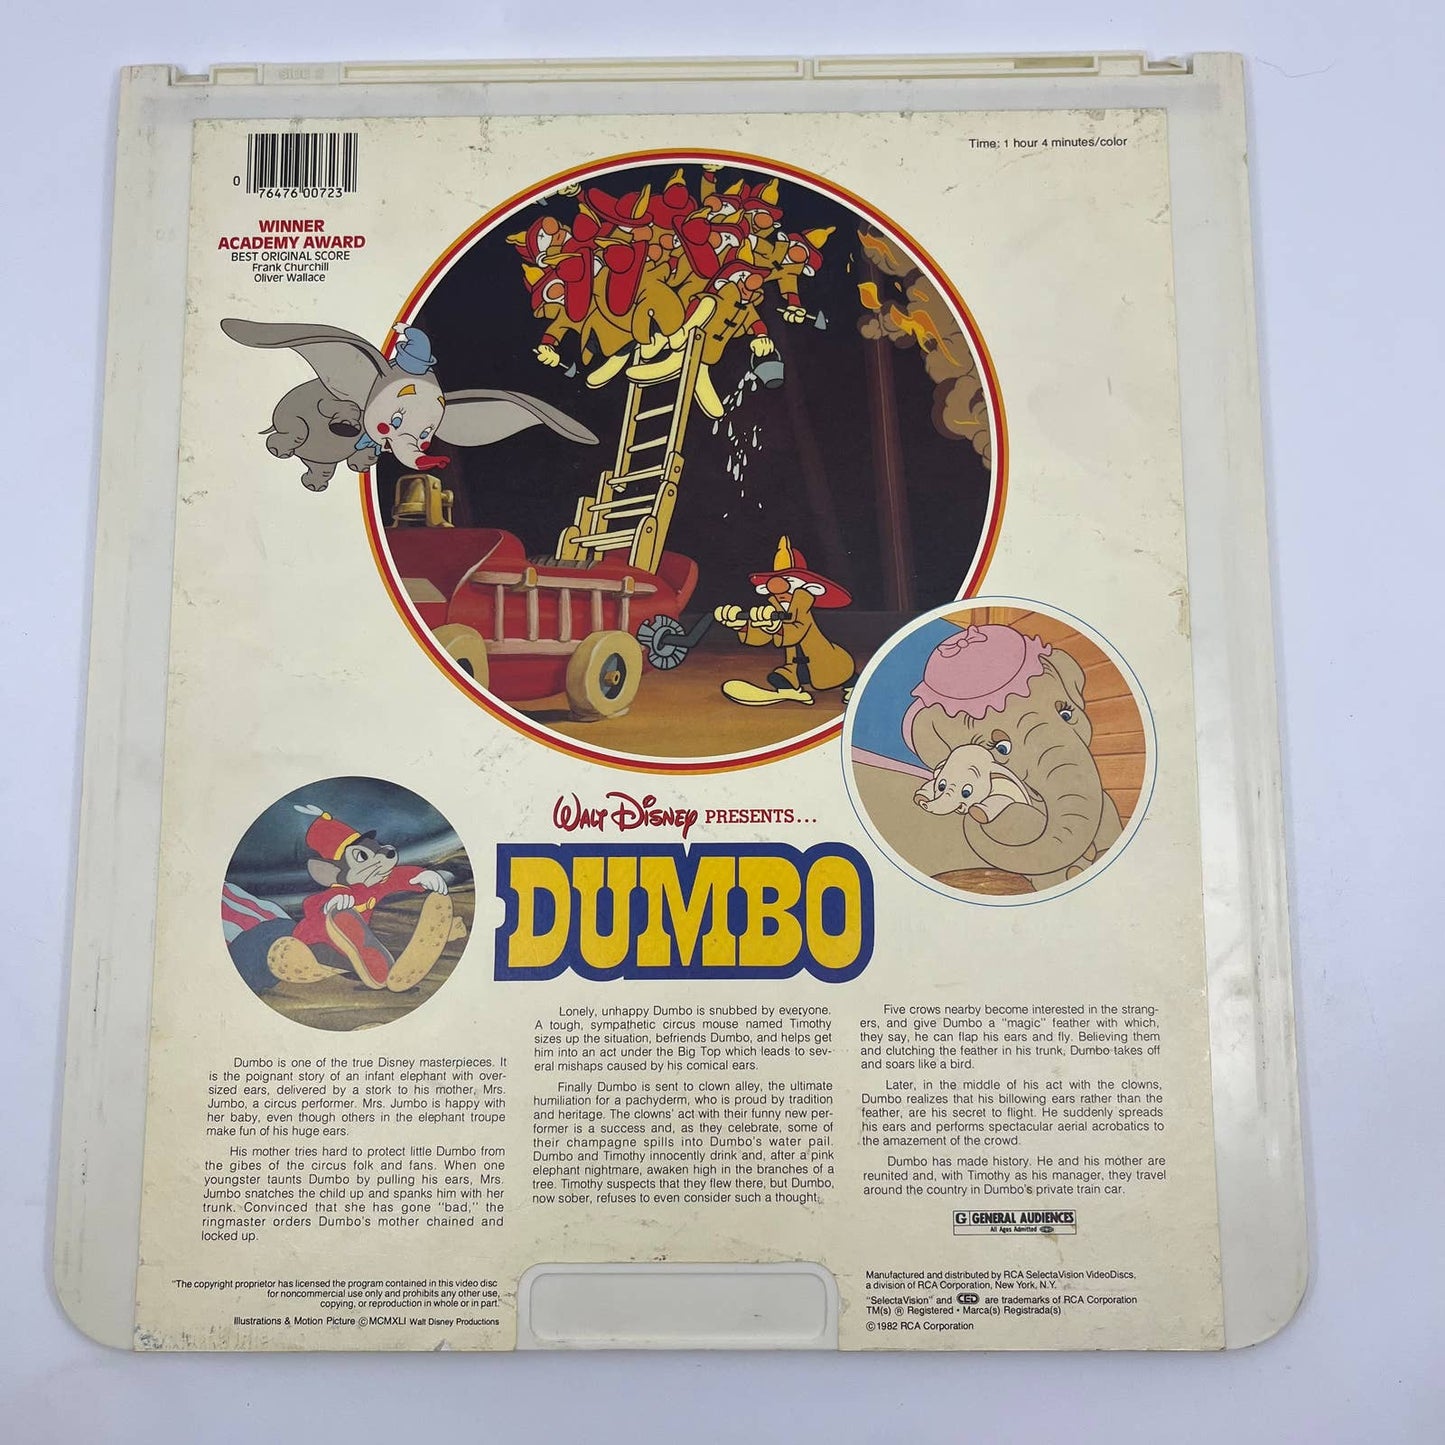 SIDE 2
Time: 1 hour 4 minutes/color
0 76476 00723
WINNER
ACADEMY AWARD
BEST ORIGINAL SCORE
Frank Churchill
Oliver Wallace
WALT DISNEY PRESENTS...
DUMBO
Dumbo is one of the true Disney masterpieces. It
is the poignant story of an infant elephant with over-
sized ears, delivered by a stork to his mother, Mrs.
Jumbo, a circus performer. Mrs. Jumbo is happy with
her baby, even though others in the elephant troupe
make fun of his huge ears.
His mother tries hard to protect little Dumbo from
the gibes of the circus folk and fans. When one
youngster taunts Dumbo by pulling his ears, Mrs.
Jumbo snatches the child up and spanks him with her
trunk. Convinced that she has gone "bad," the
ringmaster orders Dumbo's mother chained and
locked up.
Lonely, unhappy Dumbo is snubbed by everyone.
A tough, sympathetic circus mouse named Timothy
sizes up the situation, befriends Dumbo, and helps get
him into an act under the Big Top which leads to sev-
eral mishaps caused by his comical ears.
Finally Dumbo is sent to clown alley, the ultimate
humiliation for a pachyderm, who is proud by tradition
and heritage. The clowns' act with their funny new per-
former is a success and, as they celebrate, some of
their champagne spills into Dumbo's water pail.
Dumbo and Timothy innocently drink and, after a pink
elephant nightmare, awaken high in the branches of a
tree. Timothy suspects that they flew there, but Dumbo,
now sober, refuses to even consider such a thought.
Five crows nearby become interested in the strang-
ers, and give Dumbo a "magic" feather with which,
they say, he can flap his ears and fly. Believing them
and clutching the feather in his trunk, Dumbo takes off
and soars like a bird.
Later, in the middle of his act with the clowns,
Dumbo realizes that his billowing ears rather than the
feather, are his secret to flight. He suddenly spreads
his ears and performs spectacular aerial acrobatics to
the amazement of the crowd.
Dumbo has made history. He and his mother are
reunited and, with Timothy as his manager, they travel
around the country in Dumbo's private train car.
G GENERAL AUDIENCES
All Ages Admitted
"The copyright proprietor has licensed the program contained in this video disc
for noncommercial use only and prohibits any other use,
copying, or reproduction in whole or in part."
Illustrations & Motion Picture © MCMXLI Walt Disney Productions
Manufactured and distributed by RCA SelectaVision VideoDiscs,
a division of RCA Corporation, New York, N.Y.
"SelectaVision" and CED are trademarks of RCA Corporation
TM(s) ® Registered • Marca(s) Registrada(s)
© 1982 RCA Corporation